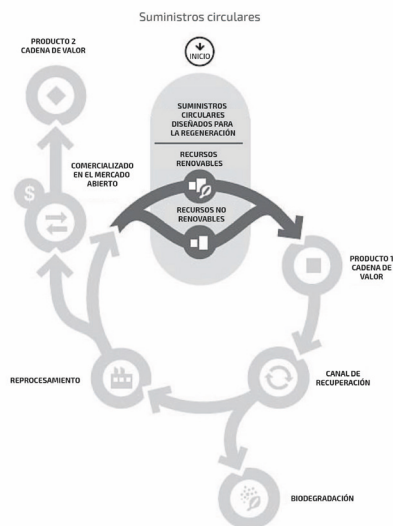 Suministros circulares
INICIO
PRODUCTO 2
CADENA DE VALOR
SUMINISTROS
CIRCULARES
DISEÑADOS PARA
LA REGENERACIÓN
RECURSOS
RENOVABLES
COMERCIALIZADO
EN EL MERCADO
ABIERTO
$
RECURSOS NO
RENOVABLES
PRODUCTO 1
CADENA DE
VALOR
REPROCESAMIENTO
CANAL DE
RECUPERACIÓN
BIODEGRADACIÓN